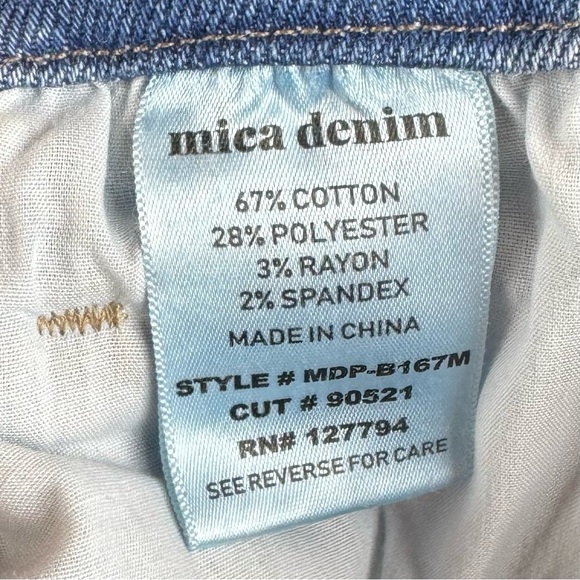 mica denim
67% COTTON
28% POLYESTER
3% RAYON
2% SPANDEX
MADE IN CHINA
STYLE # MDP-B167M
CUT # 90521
RN# 127794
SEE REVERSE FOR CARE